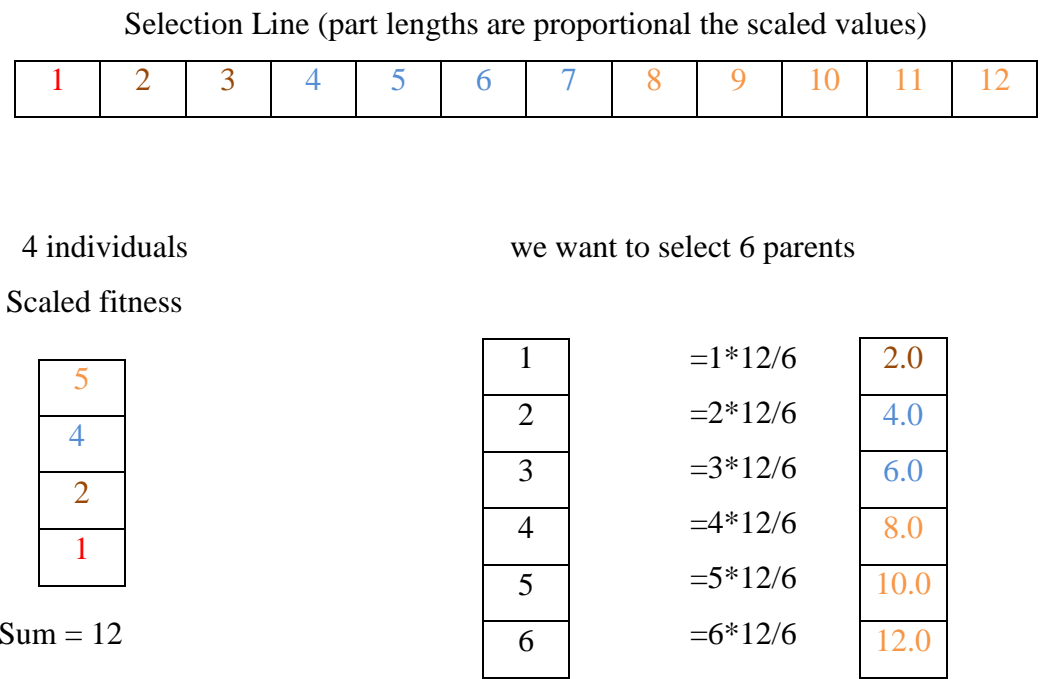 Selection Line (part lengths are proportional the scaled values)
1 2 3 4 5 6 7 8 9 10 11 12
4 individuals we want to select 6 parents
Scaled fitness
5
4
2
1
Sum = 12
1 =1*12/6 2.0
2 =2*12/6 4.0
3 =3*12/6 6.0
4 =4*12/6 8.0
5 =5*12/6 10.0
6 =6*12/6 12.0